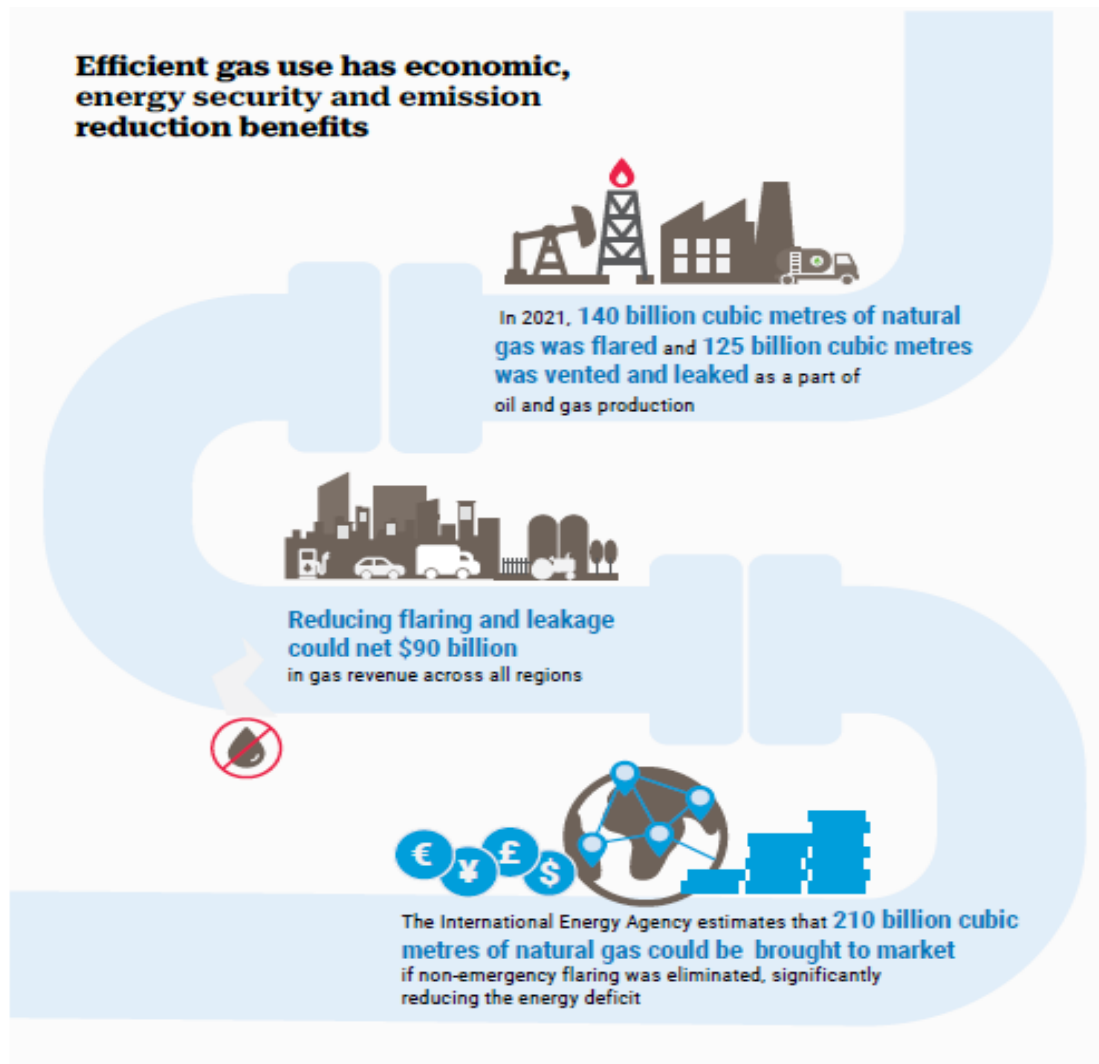 Efficient gas use has economic,
energy security and emission
reduction benefits
In 2021, 140 billion cubic metres of natural
gas was flared and 125 billion cubic metres
was vented and leaked as a part of
oil and gas production
Reducing flaring and leakage
could net $90 billion
in gas revenue across all regions
€ ¥ £ $
The International Energy Agency estimates that 210 billion cubic
metres of natural gas could be brought to market
if non-emergency flaring was eliminated, significantly
reducing the energy deficit